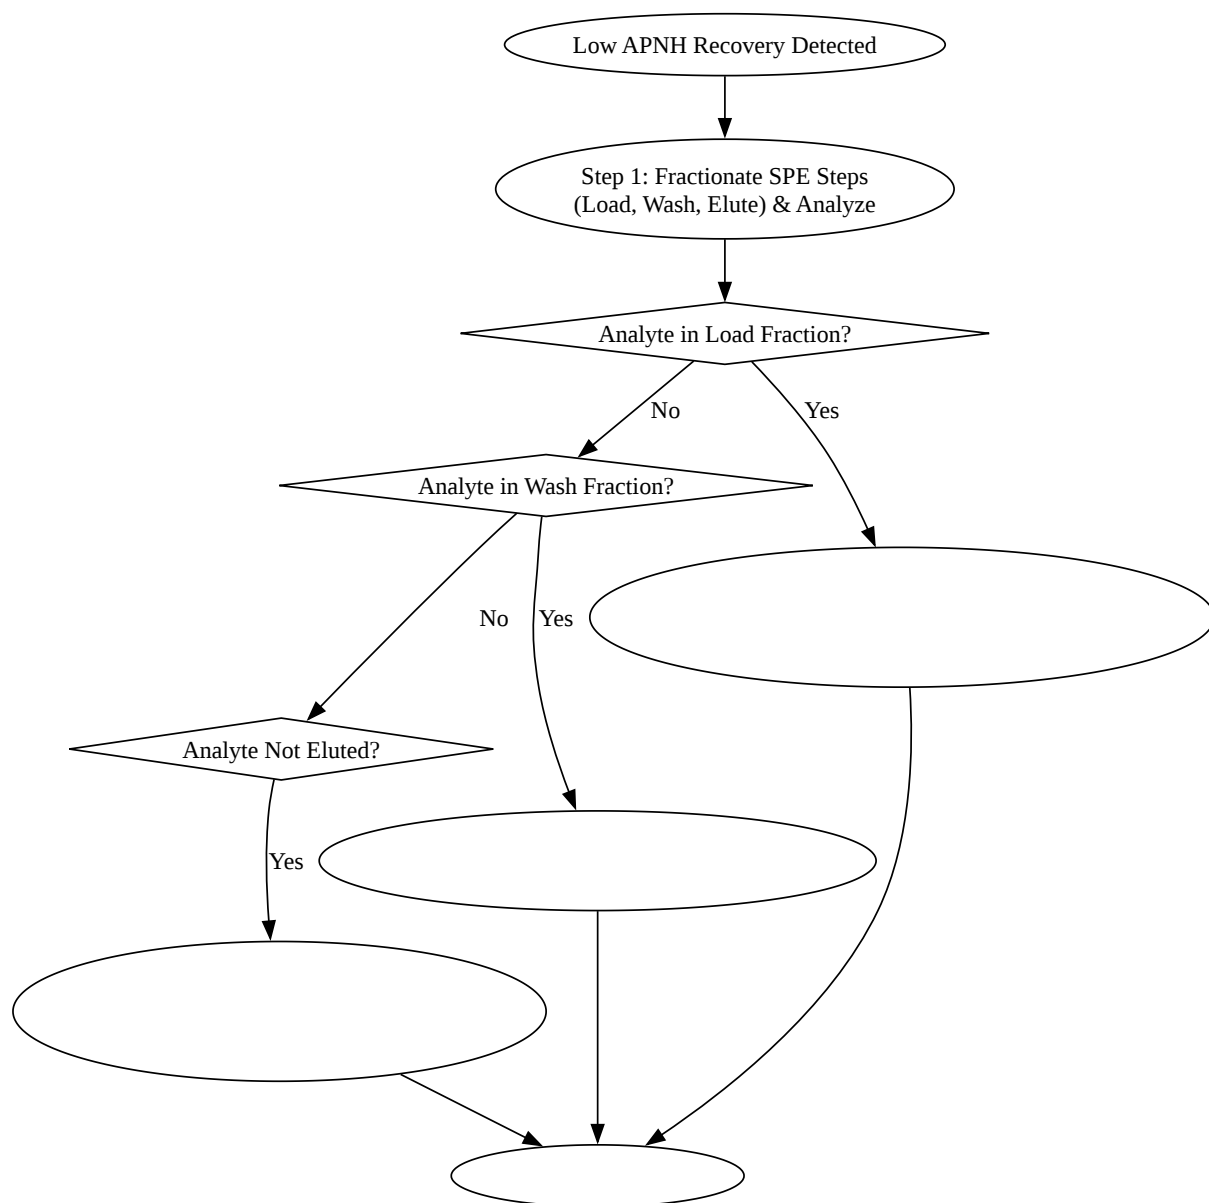 Low APNH Recovery Detected
Step 1: Fractionate SPE Steps
(Load, Wash, Elute) & Analyze
Analyte in Load Fraction?
No
Yes
Analyte in Wash Fraction?
No
Yes
Analyte Not Eluted?
Yes